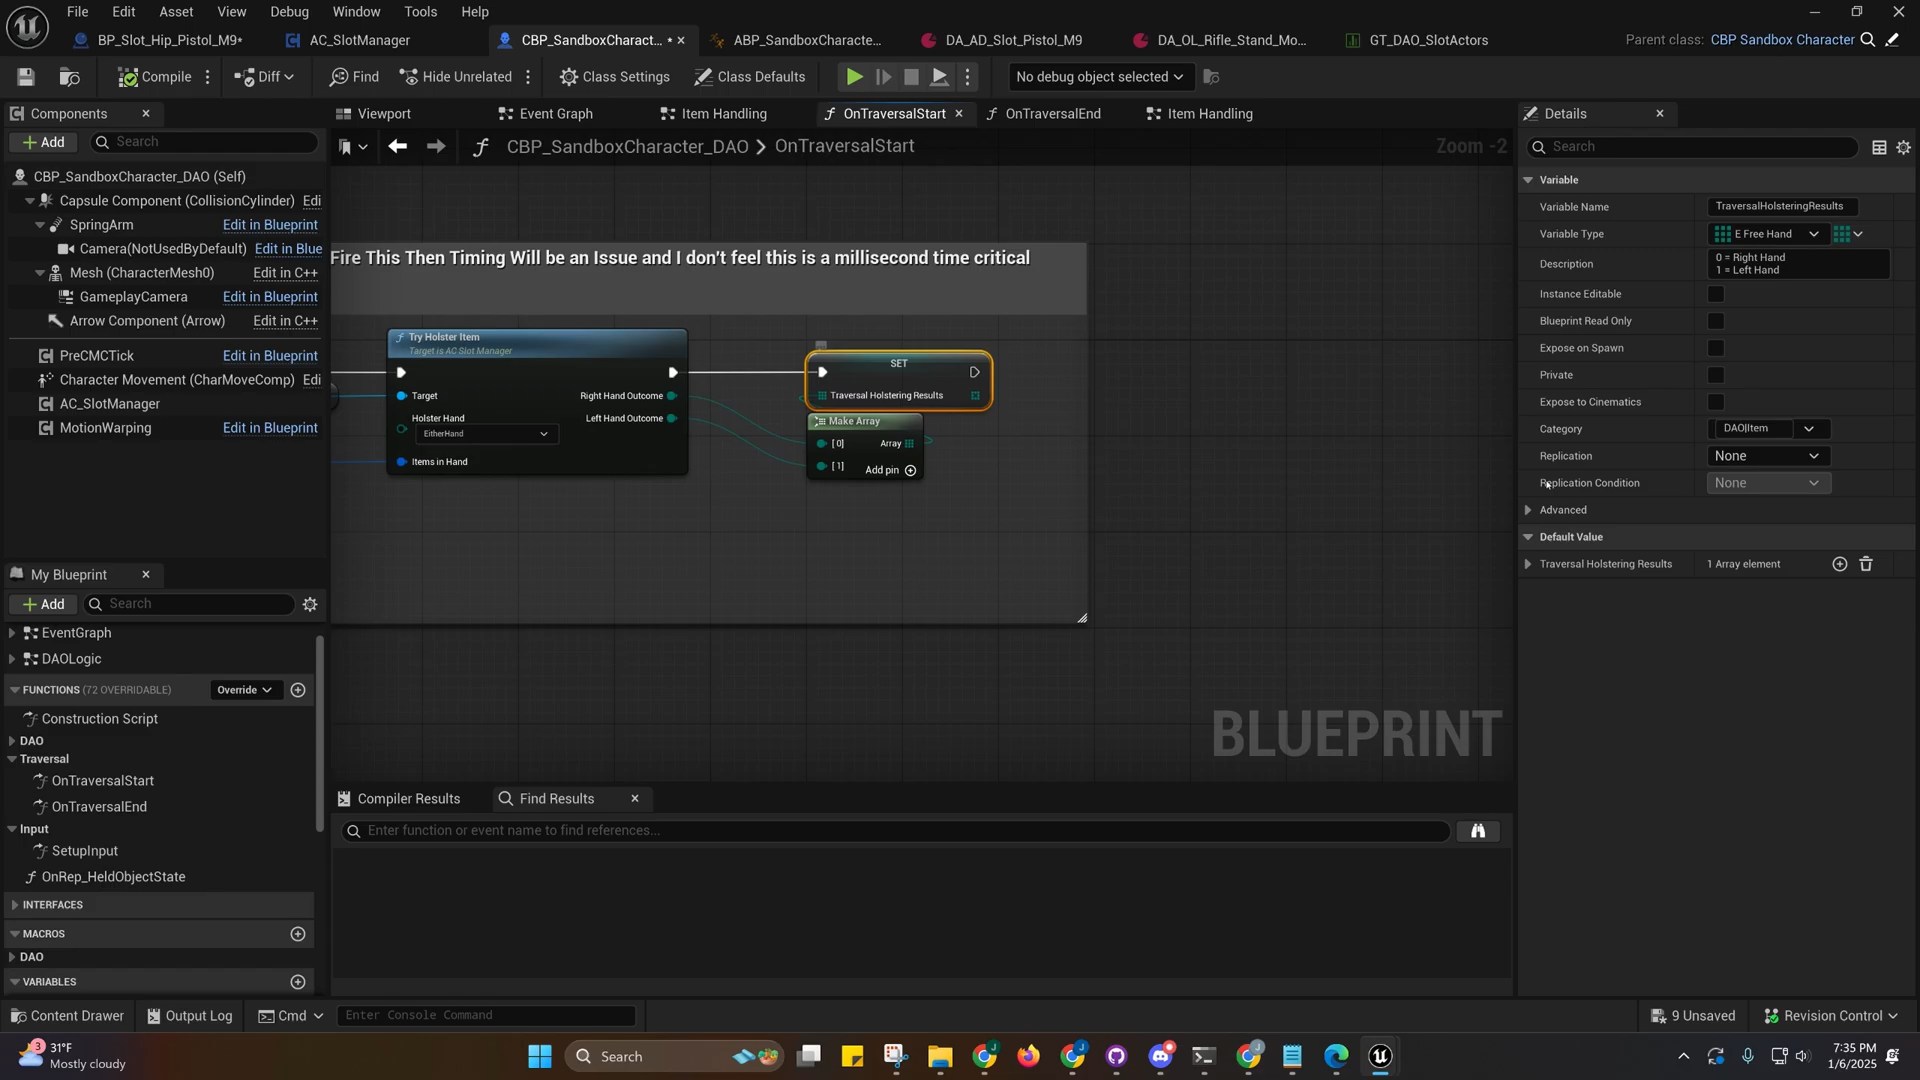 File Edit Asset View Debug Window Tools Help
BP_Slot_Hip_Pistol_M9* AC_SlotManager CBP_SandboxCharact... * ABP_SandboxCharacte... DA_AD_Slot_Pistol_M9 DA_OL_Rifle_Stand_Mo... GT_DAO_SlotActors Parent class: CBP Sandbox Character
Compile Diff Find Hide Unrelated Class Settings Class Defaults No debug object selected
Components
Add Search
CBP_SandboxCharacter_DAO (Self)
Capsule Component (CollisionCylinder) Edi
SpringArm Edit in Blueprint
Camera(NotUsedByDefault) Edit in Blue
Mesh (CharacterMesh0) Edit in C++
GameplayCamera Edit in Blueprint
Arrow Component (Arrow) Edit in C++
PreCMCTick Edit in Blueprint
Character Movement (CharMoveComp) Edi
AC_SlotManager
MotionWarping Edit in Blueprint
My Blueprint
Add Search
EventGraph
DAOLogic
FUNCTIONS (72 OVERRIDABLE) Override
Construction Script
DAO
Traversal
OnTraversalStart
OnTraversalEnd
Input
SetupInput
OnRep_HeldObjectState
INTERFACES
MACROS
DAO
VARIABLES
Viewport Event Graph Item Handling OnTraversalStart OnTraversalEnd Item Handling
CBP_SandboxCharacter_DAO > OnTraversalStart Zoom -2
Fire This Then Timing Will be an Issue and I don't feel this is a millisecond time critical
Try Holster Item
Target is AC Slot Manager
Target Right Hand Outcome
Holster Hand Left Hand Outcome
EitherHand
Items in Hand
SET
Traversal Holstering Results
Make Array
[0] Array
[1] Add pin
BLUEPRINT
Compiler Results Find Results
Enter function or event name to find references...
Details
Search
Variable
Variable Name TraversalHolsteringResults
Variable Type E Free Hand
Description 0 = Right Hand
1 = Left Hand
Instance Editable
Blueprint Read Only
Expose on Spawn
Private
Expose to Cinematics
Category DAO|Item
Replication None
Replication Condition None
Advanced
Default Value
Traversal Holstering Results 1 Array element
Content Drawer Output Log Cmd Enter Console Command 9 Unsaved Revision Control
3 31°F
Mostly cloudy
Search
7:35 PM
1/6/2025